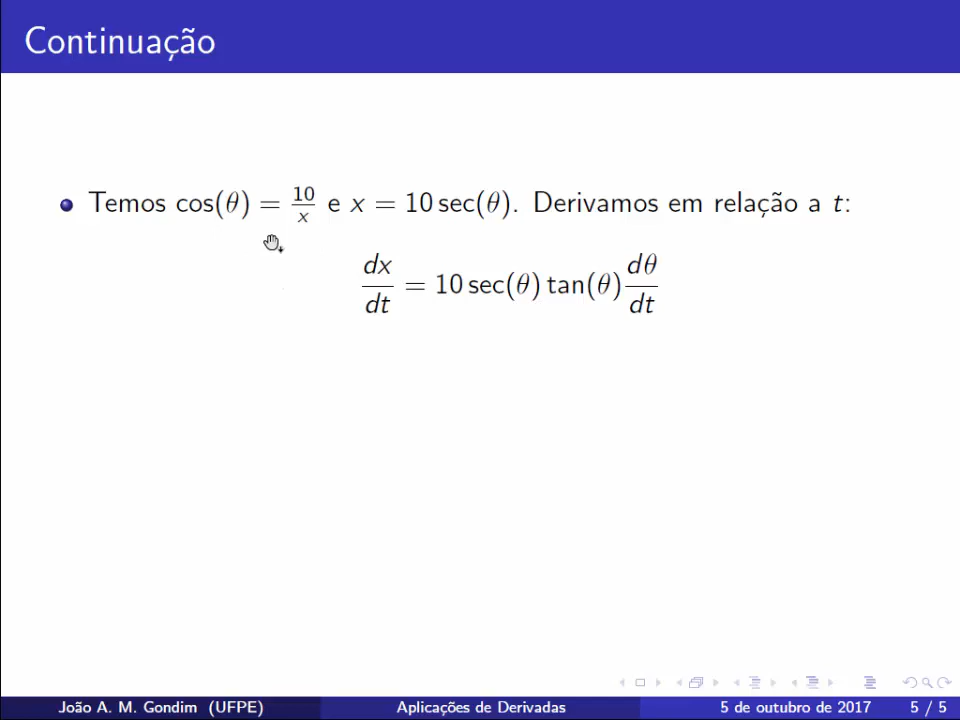 Continuação
Temos cos(θ) = 10/x e x = 10 sec(θ). Derivamos em relação a t:
dx/dt = 10 sec(θ) tan(θ) dθ/dt
João A. M. Gondim (UFPE) Aplicações de Derivadas 5 de outubro de 2017 5 / 5